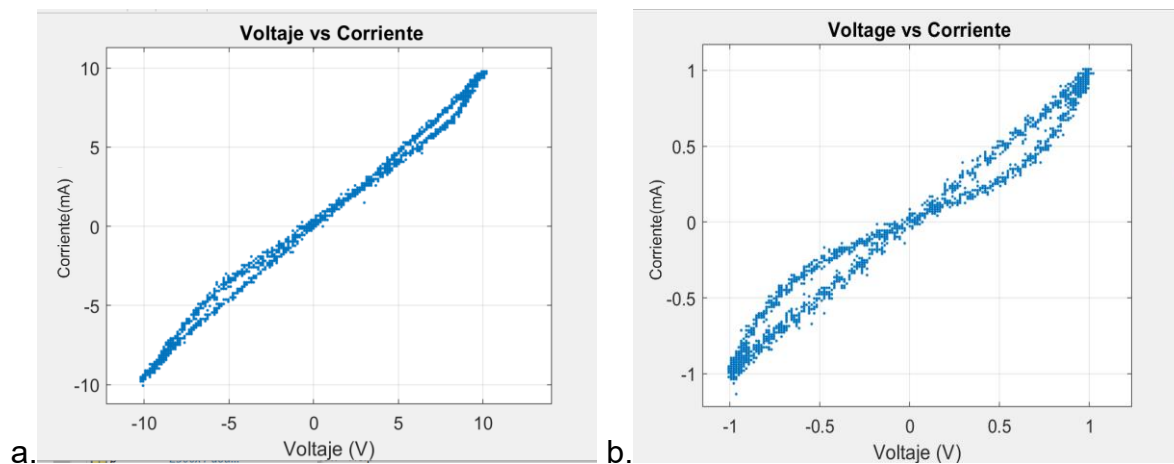 Voltaje vs Corriente
10
5
0
-5
-10
Corriente(mA)
-10 -5 0 5 10
Voltaje (V)
a.
Voltage vs Corriente
1
0.5
0
-0.5
-1
Corriente(mA)
-1 -0.5 0 0.5 1
Voltaje (V)
b.